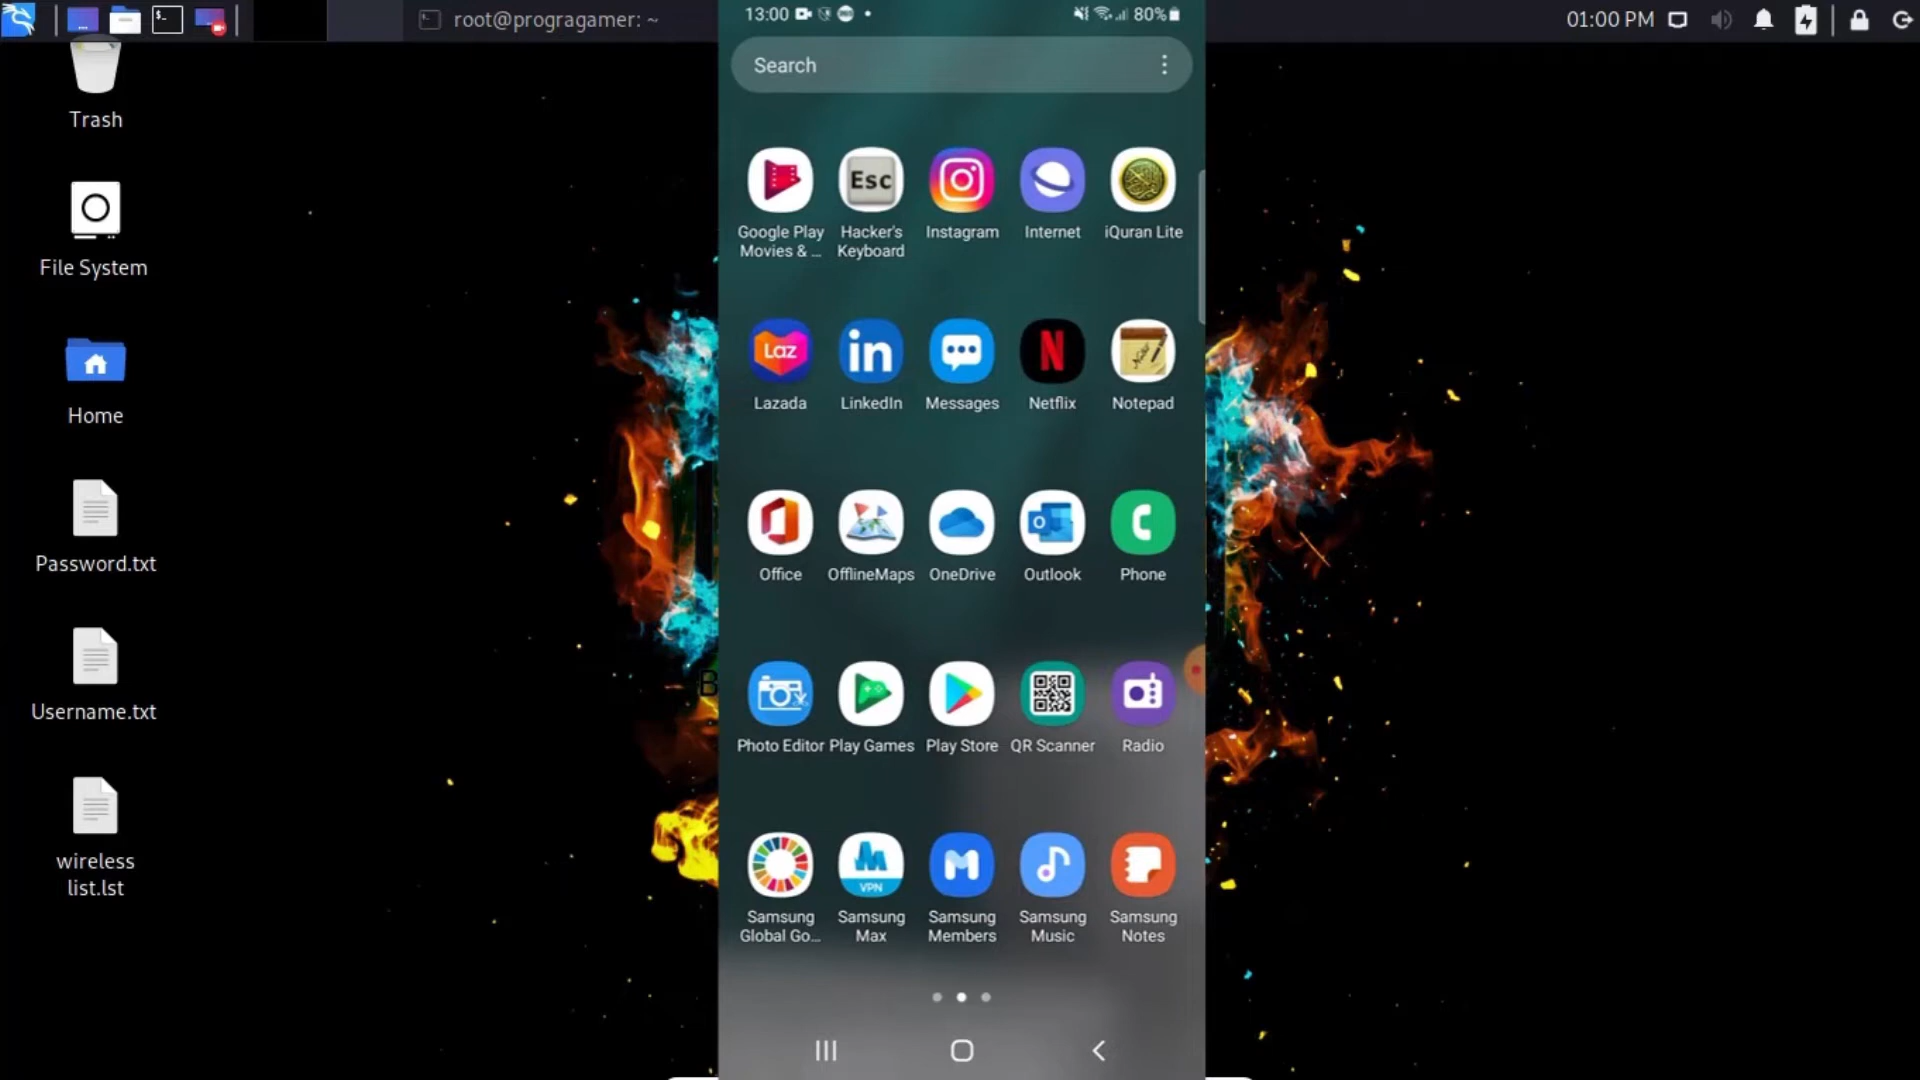 root@progragamer: ~
01:00 PM
Trash
File System
Home
Password.txt
Username.txt
wireless
list.lst
13:00
80%
Search
Esc
Google Play
Movies & ...
Hacker's
Keyboard
Instagram
Internet
iQuran Lite
Laz
in
N
Note
Lazada
LinkedIn
Messages
Netflix
Notepad
Office
OfflineMaps
OneDrive
Outlook
Phone
B
Photo Editor
Play Games
Play Store
QR Scanner
Radio
VPN
Samsung
Global Go...
Samsung
Max
Samsung
Members
Samsung
Music
Samsung
Notes